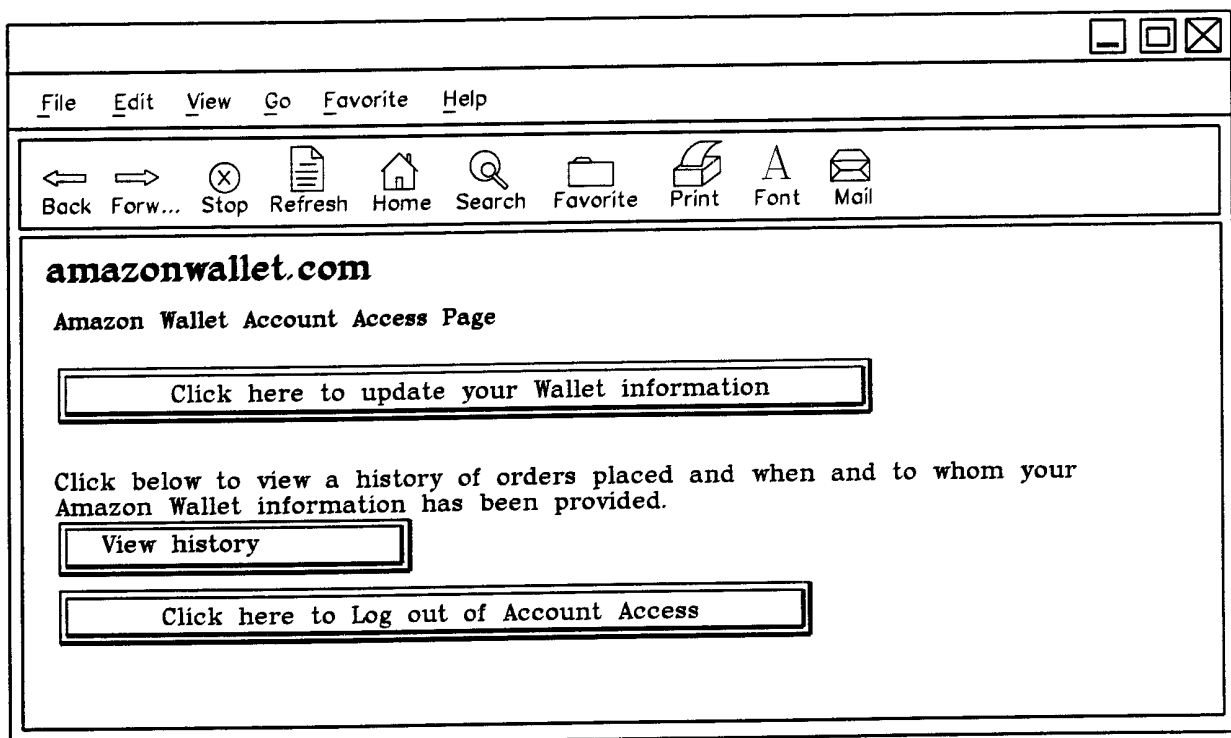 File Edit View Go Favorite Help
Back Forw... Stop Refresh Home Search Favorite Print Font Mail
amazonwallet.com
Amazon Wallet Account Access Page
Click here to update your Wallet information
Click below to view a history of orders placed and when and to whom your
Amazon Wallet information has been provided.
View history
Click here to Log out of Account Access